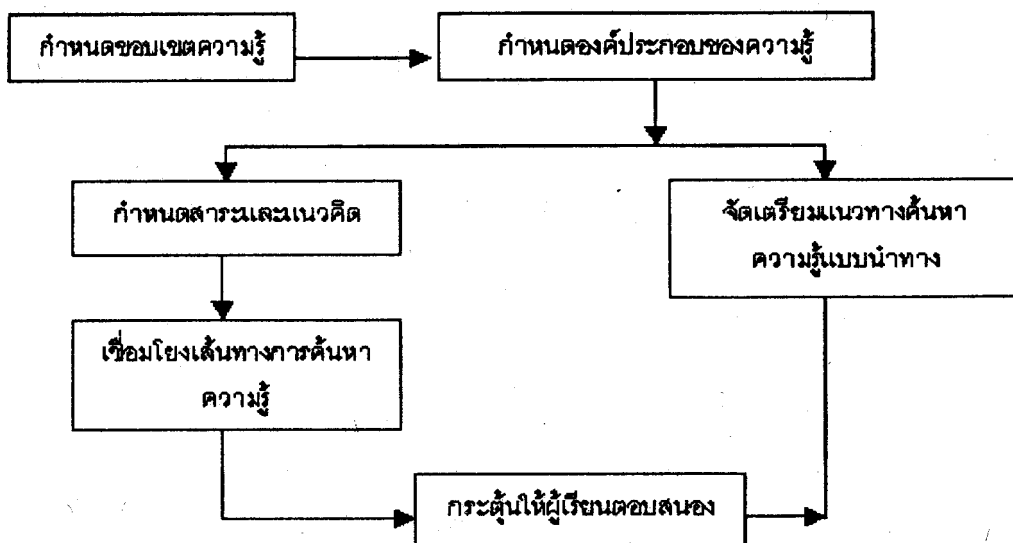 กำหนดขอบเขตความรู้
กำหนดองค์ประกอบของความรู้
กำหนดสาระและแนวคิด
จัดเตรียมแนวทางค้นหา
ความรู้แบบนำทาง
เชื่อมโยงเส้นทางการค้นหา
ความรู้
กระตุ้นให้ผู้เรียนตอบสนอง